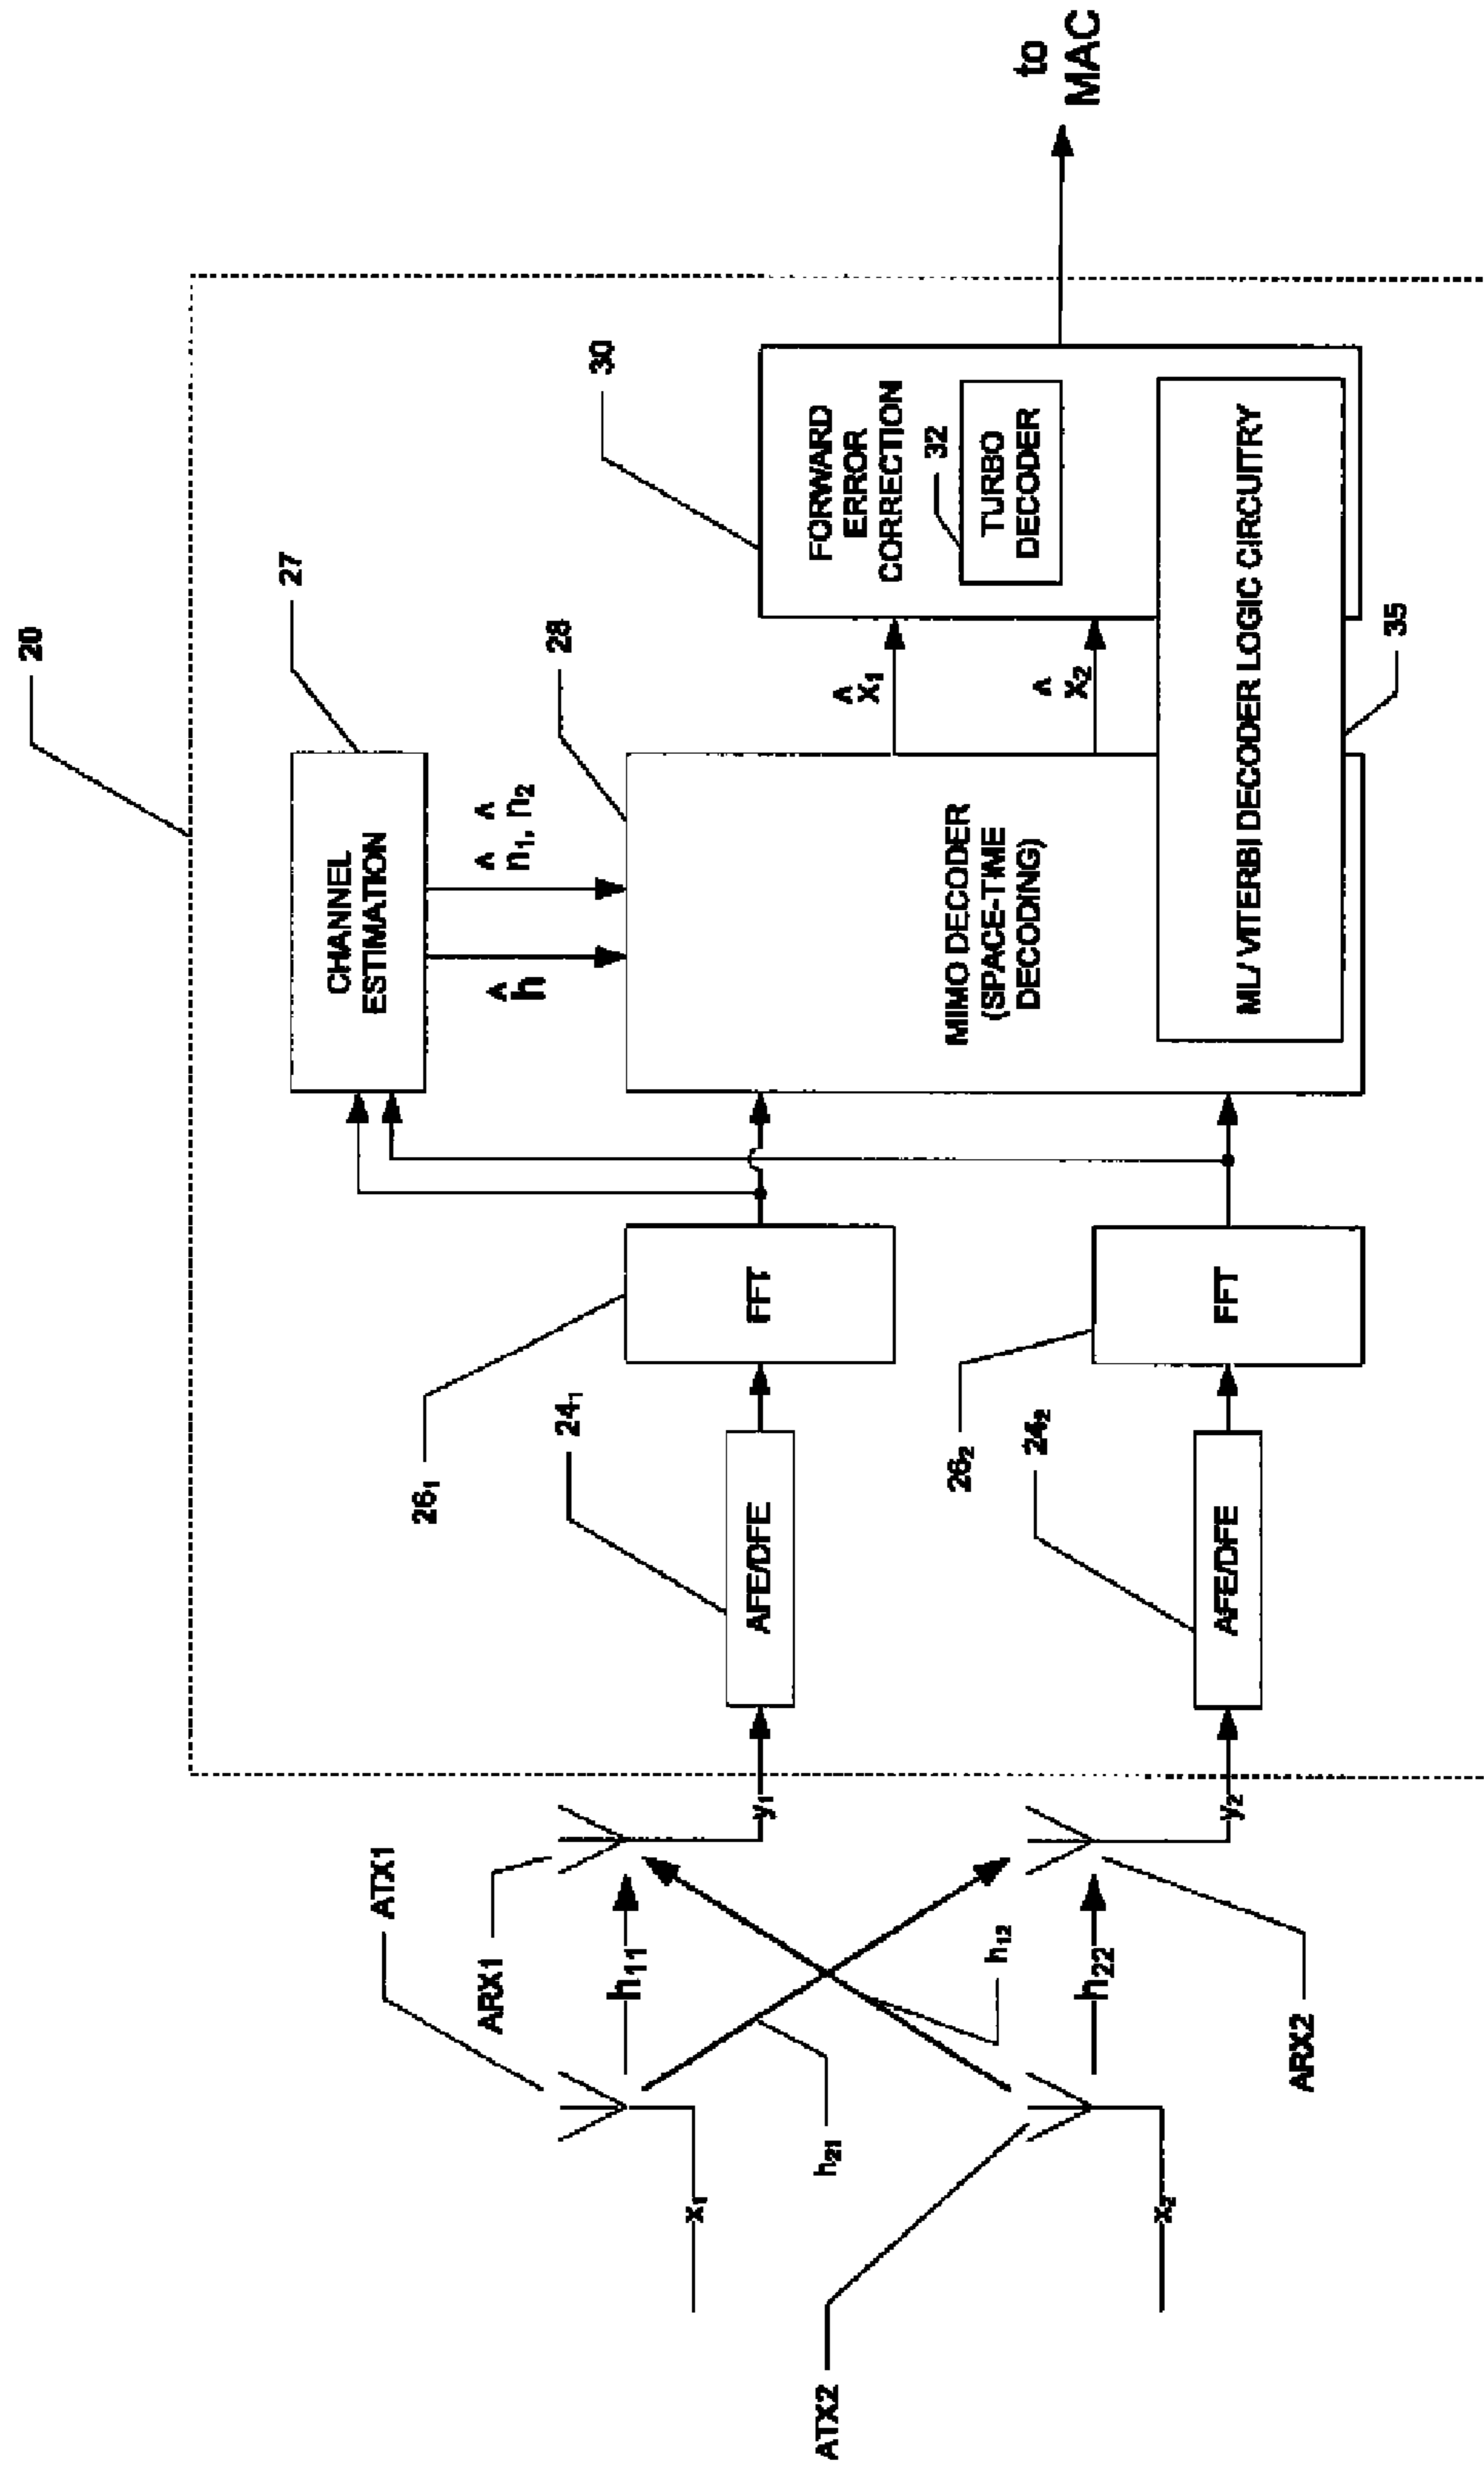 20
27
CHANNEL
ESTIMATION
^ ^
n1, n2
^
h
28
MIMO DECODER
(SPACE-TIME
DECODING)
^
x1
^
x2
30
FORWARD
ERROR
CORRECTION
32
TURBO
DECODER
ML/ VITERBI DECODER LOGIC CIRCUITRY
35
to
MAC
26₁
FFT
24₁
AFE/DFE
26₂
FFT
24₂
AFE/DFE
ATX1
ARX1
y₁
h₁₁
h₂₁
h₁₂
h₂₂
x₁
ATX2
x₂
ARX2
y₂